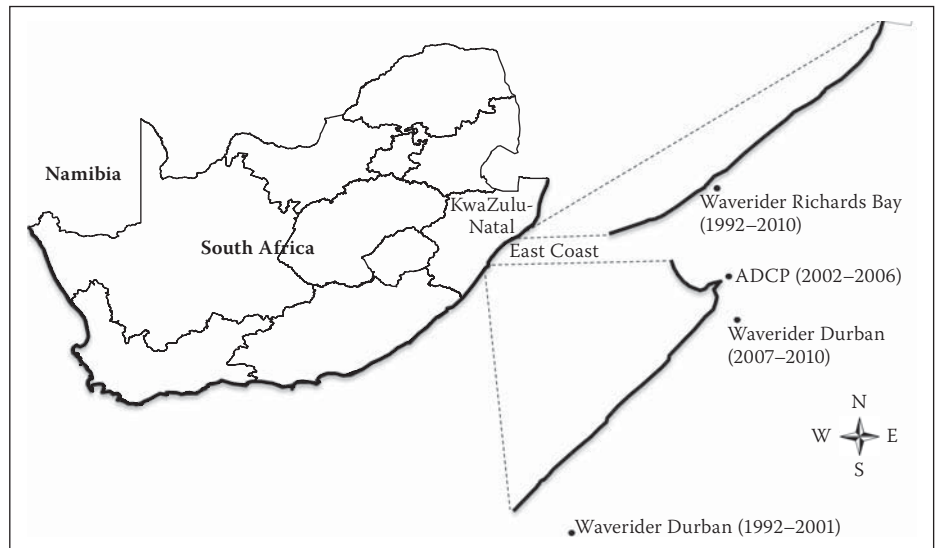 Namibia
KwaZulu-
Natal
South Africa
East Coast
Waverider Richards Bay
(1992–2010)
ADCP (2002–2006)
Waverider Durban
(2007–2010)
N
W E
S
Waverider Durban (1992–2001)